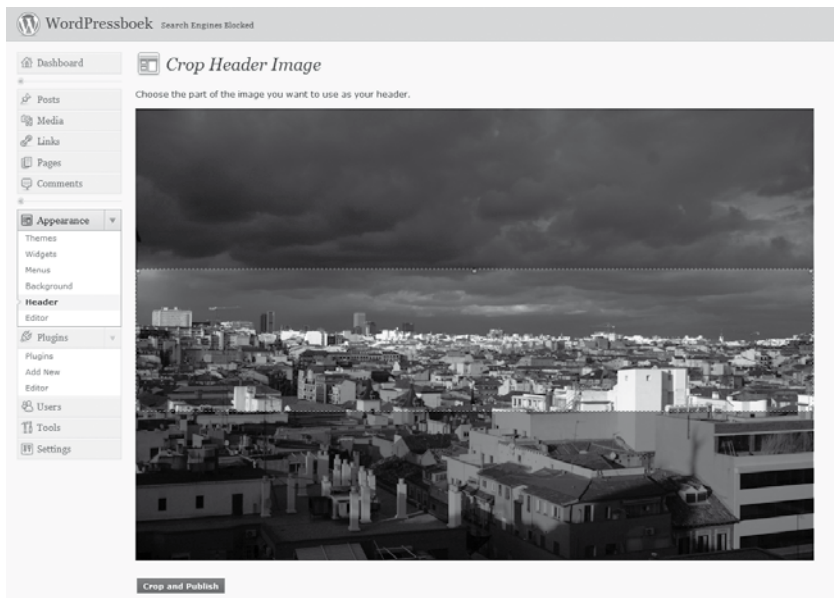 WordPressboek Search Engines Blocked
Dashboard
Posts
Media
Links
Pages
Comments
Appearance
Themes
Widgets
Menus
Background
Header
Editor
Plugins
Plugins
Add New
Editor
Users
Tools
Settings
Crop Header Image
Choose the part of the image you want to use as your header.
Crop and Publish